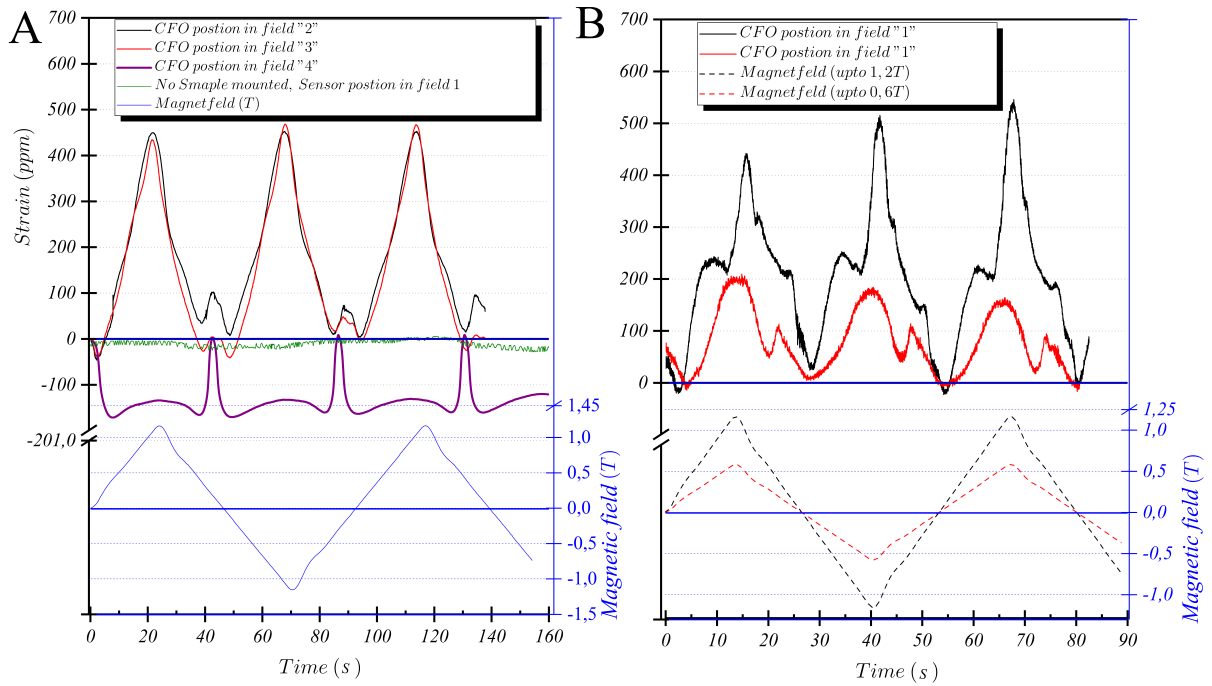 A
CFO postion in field "2"
CFO postion in field "3"
CFO postion in field "4"
No Smaple mounted, Sensor postion in field 1
Magnetfeld (T)
700
600
500
400
300
200
100
0
-100
-201,0
Strain (ppm)
1,45
1,0
0,5
0,0
-0,5
-1,0
-1,5
Magnetic field (T)
0 20 40 60 80 100 120 140 160
Time (s)
B
CFO postion in field "1"
CFO postion in field "1"
Magnetfeld (upto 1, 2T)
Magnetfeld (upto 0, 6T)
700
600
500
400
300
200
100
0
1,25
1,0
0,5
0,0
-0,5
-1,0
Magnetic field (T)
0 10 20 30 40 50 60 70 80 90
Time (s)